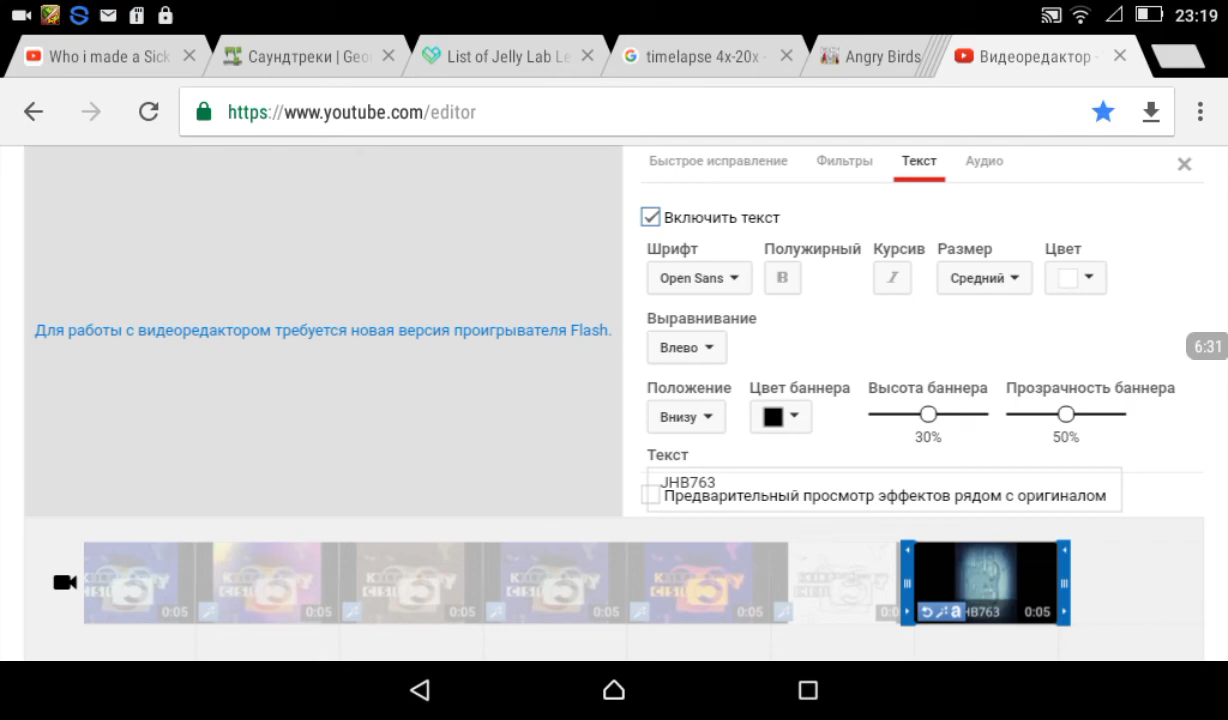 23:19
Who i made a Sick
Саундтреки | Geo
List of Jelly Lab Le
timelapse 4x-20x -
Angry Birds
Видеоредактор -
https://www.youtube.com/editor
Быстрое исправление Фильтры Текст Аудио
Включить текст
Шрифт Полужирный Курсив Размер Цвет
Open Sans B I Средний
Выравнивание
Влево
Для работы с видеоредактором требуется новая версия проигрывателя Flash.
6:31
Положение Цвет баннера Высота баннера Прозрачность баннера
Внизу
30% 50%
Текст
JHB763
Предварительный просмотр эффектов рядом с оригиналом
0:05 0:05 0:05 0:05 0:05 0:0 a HB763 0:05